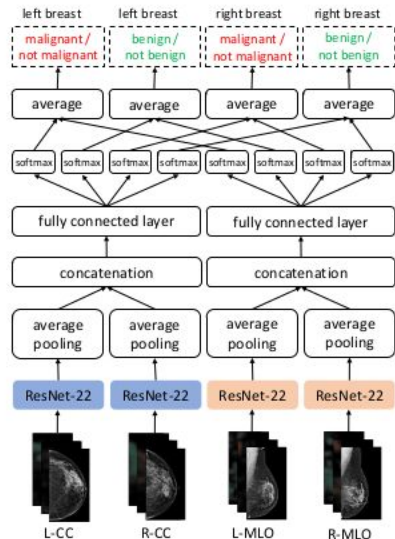 left breast left breast right breast right breast
malignant/ benign/ malignant/ benign/
not malignant not benign not malignant not benign
average average average average
softmax softmax softmax softmax softmax softmax softmax softmax
fully connected layer fully connected layer
concatenation concatenation
average average average average
pooling pooling pooling pooling
ResNet-22 ResNet-22 ResNet-22 ResNet-22
L-CC R-CC L-MLO R-MLO